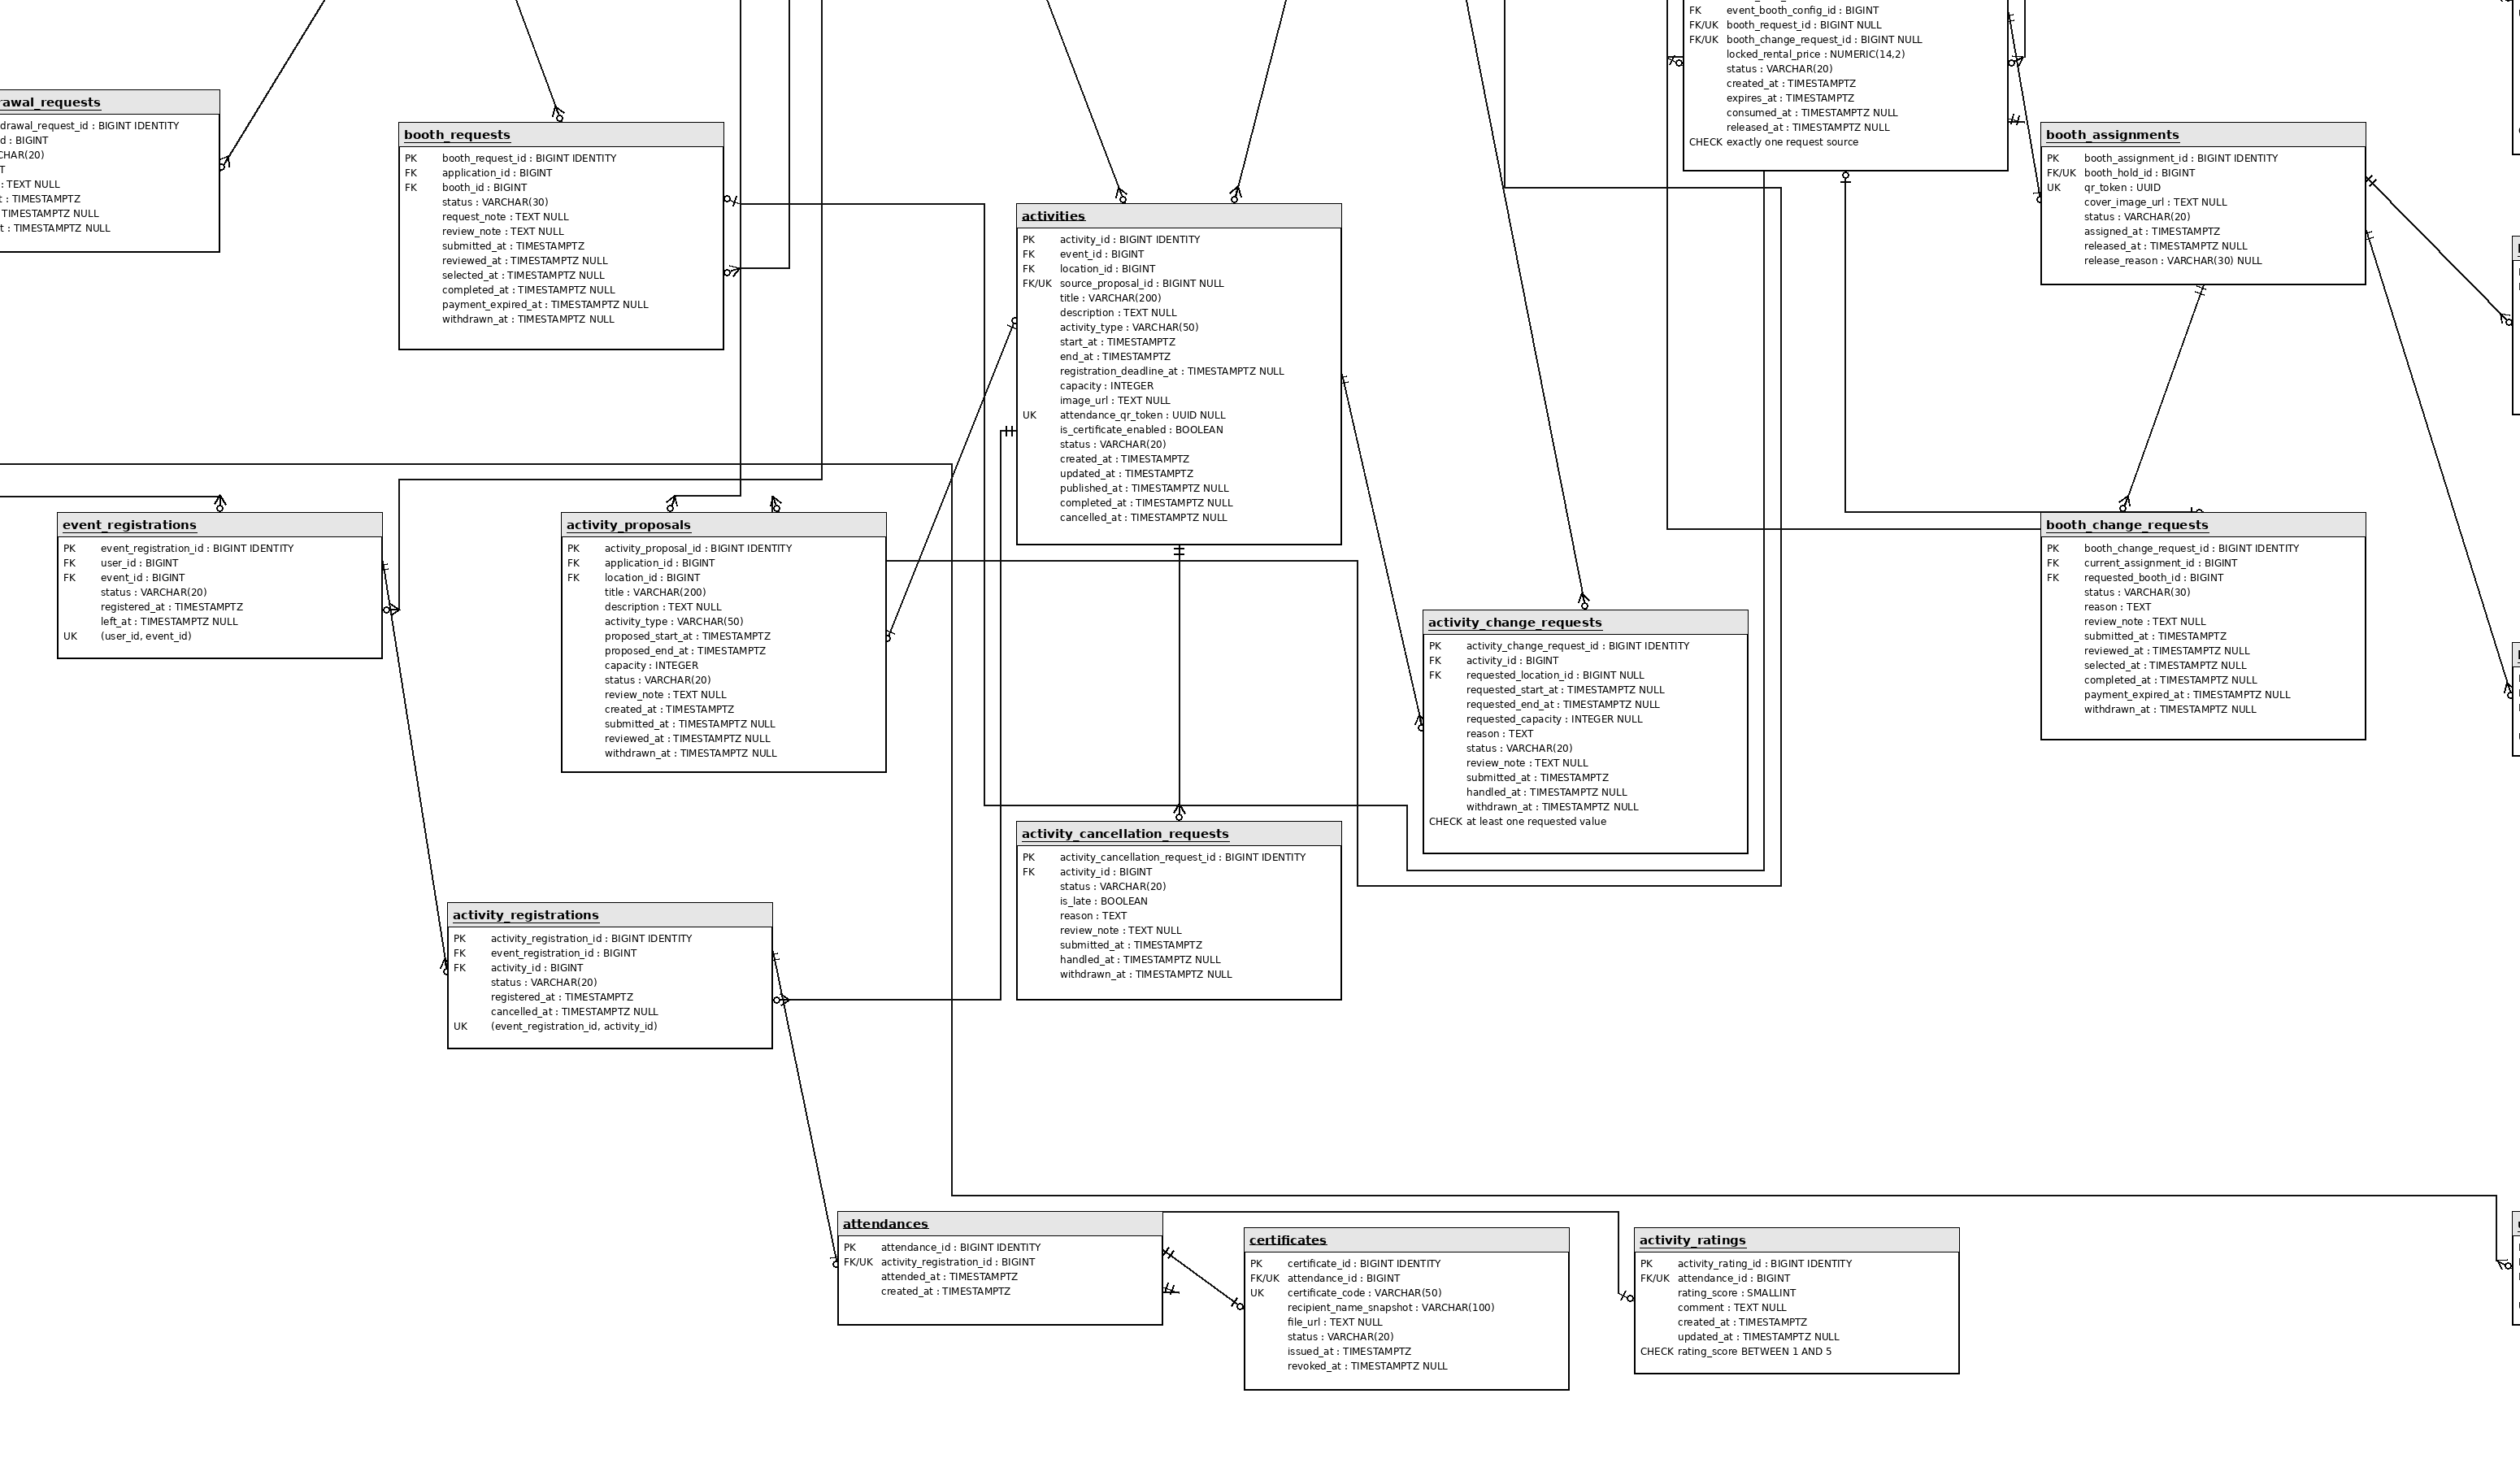 rawal_requests
drawal_request_id : BIGINT IDENTITY
d : BIGINT
CHAR(20)
T
: TEXT NULL
t : TIMESTAMPTZ
TIMESTAMPTZ NULL
t : TIMESTAMPTZ NULL
booth_requests
PK booth_request_id : BIGINT IDENTITY
FK application_id : BIGINT
FK booth_id : BIGINT
status : VARCHAR(30)
request_note : TEXT NULL
review_note : TEXT NULL
submitted_at : TIMESTAMPTZ
reviewed_at : TIMESTAMPTZ NULL
selected_at : TIMESTAMPTZ NULL
completed_at : TIMESTAMPTZ NULL
payment_expired_at : TIMESTAMPTZ NULL
withdrawn_at : TIMESTAMPTZ NULL
activities
PK activity_id : BIGINT IDENTITY
FK event_id : BIGINT
FK location_id : BIGINT
FK/UK source_proposal_id : BIGINT NULL
title : VARCHAR(200)
description : TEXT NULL
activity_type : VARCHAR(50)
start_at : TIMESTAMPTZ
end_at : TIMESTAMPTZ
registration_deadline_at : TIMESTAMPTZ NULL
capacity : INTEGER
image_url : TEXT NULL
UK attendance_qr_token : UUID NULL
is_certificate_enabled : BOOLEAN
status : VARCHAR(20)
created_at : TIMESTAMPTZ
updated_at : TIMESTAMPTZ
published_at : TIMESTAMPTZ NULL
completed_at : TIMESTAMPTZ NULL
cancelled_at : TIMESTAMPTZ NULL
FK event_booth_config_id : BIGINT
FK/UK booth_request_id : BIGINT NULL
FK/UK booth_change_request_id : BIGINT NULL
locked_rental_price : NUMERIC(14,2)
status : VARCHAR(20)
created_at : TIMESTAMPTZ
expires_at : TIMESTAMPTZ
consumed_at : TIMESTAMPTZ NULL
released_at : TIMESTAMPTZ NULL
CHECK exactly one request source
booth_assignments
PK booth_assignment_id : BIGINT IDENTITY
FK/UK booth_hold_id : BIGINT
UK qr_token : UUID
cover_image_url : TEXT NULL
status : VARCHAR(20)
assigned_at : TIMESTAMPTZ
released_at : TIMESTAMPTZ NULL
release_reason : VARCHAR(30) NULL
event_registrations
PK event_registration_id : BIGINT IDENTITY
FK user_id : BIGINT
FK event_id : BIGINT
status : VARCHAR(20)
registered_at : TIMESTAMPTZ
left_at : TIMESTAMPTZ NULL
UK (user_id, event_id)
activity_proposals
PK activity_proposal_id : BIGINT IDENTITY
FK application_id : BIGINT
FK location_id : BIGINT
title : VARCHAR(200)
description : TEXT NULL
activity_type : VARCHAR(50)
proposed_start_at : TIMESTAMPTZ
proposed_end_at : TIMESTAMPTZ
capacity : INTEGER
status : VARCHAR(20)
review_note : TEXT NULL
created_at : TIMESTAMPTZ
submitted_at : TIMESTAMPTZ NULL
reviewed_at : TIMESTAMPTZ NULL
withdrawn_at : TIMESTAMPTZ NULL
activity_change_requests
PK activity_change_request_id : BIGINT IDENTITY
FK activity_id : BIGINT
FK requested_location_id : BIGINT NULL
requested_start_at : TIMESTAMPTZ NULL
requested_end_at : TIMESTAMPTZ NULL
requested_capacity : INTEGER NULL
reason : TEXT
status : VARCHAR(20)
review_note : TEXT NULL
submitted_at : TIMESTAMPTZ
handled_at : TIMESTAMPTZ NULL
withdrawn_at : TIMESTAMPTZ NULL
CHECK at least one requested value
booth_change_requests
PK booth_change_request_id : BIGINT IDENTITY
FK current_assignment_id : BIGINT
FK requested_booth_id : BIGINT
status : VARCHAR(30)
reason : TEXT
review_note : TEXT NULL
submitted_at : TIMESTAMPTZ
reviewed_at : TIMESTAMPTZ NULL
selected_at : TIMESTAMPTZ NULL
completed_at : TIMESTAMPTZ NULL
payment_expired_at : TIMESTAMPTZ NULL
withdrawn_at : TIMESTAMPTZ NULL
activity_cancellation_requests
PK activity_cancellation_request_id : BIGINT IDENTITY
FK activity_id : BIGINT
status : VARCHAR(20)
is_late : BOOLEAN
reason : TEXT
review_note : TEXT NULL
submitted_at : TIMESTAMPTZ
handled_at : TIMESTAMPTZ NULL
withdrawn_at : TIMESTAMPTZ NULL
activity_registrations
PK activity_registration_id : BIGINT IDENTITY
FK event_registration_id : BIGINT
FK activity_id : BIGINT
status : VARCHAR(20)
registered_at : TIMESTAMPTZ
cancelled_at : TIMESTAMPTZ NULL
UK (event_registration_id, activity_id)
attendances
PK attendance_id : BIGINT IDENTITY
FK/UK activity_registration_id : BIGINT
attended_at : TIMESTAMPTZ
created_at : TIMESTAMPTZ
certificates
PK certificate_id : BIGINT IDENTITY
FK/UK attendance_id : BIGINT
UK certificate_code : VARCHAR(50)
recipient_name_snapshot : VARCHAR(100)
file_url : TEXT NULL
status : VARCHAR(20)
issued_at : TIMESTAMPTZ
revoked_at : TIMESTAMPTZ NULL
activity_ratings
PK activity_rating_id : BIGINT IDENTITY
FK/UK attendance_id : BIGINT
rating_score : SMALLINT
comment : TEXT NULL
created_at : TIMESTAMPTZ
updated_at : TIMESTAMPTZ NULL
CHECK rating_score BETWEEN 1 AND 5